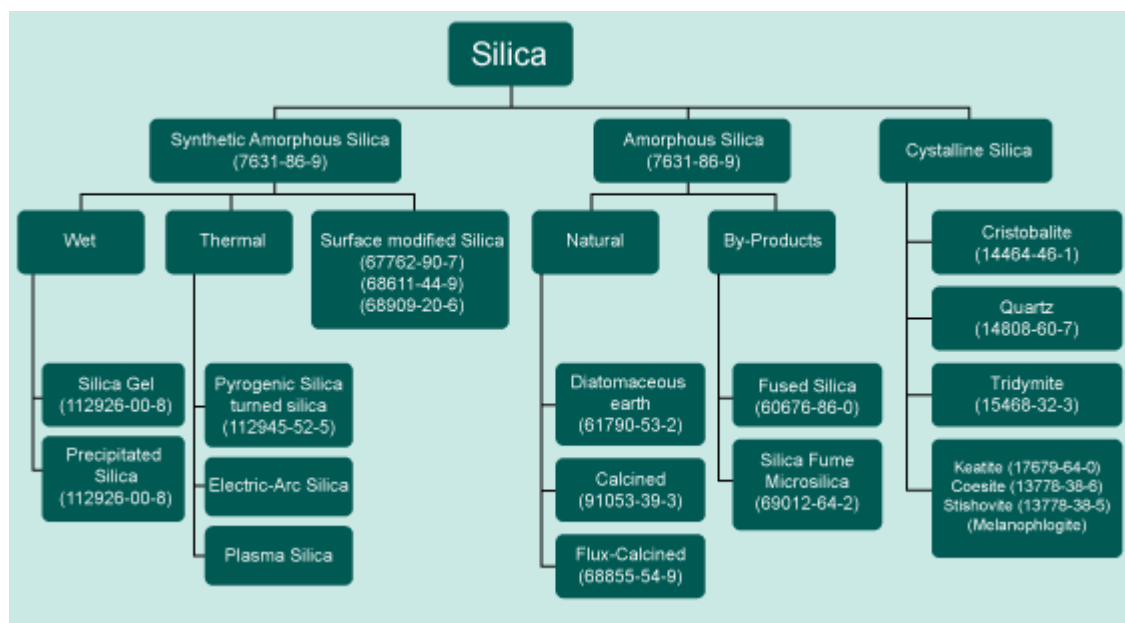 Silica
Synthetic Amorphous Silica
(7631-86-9)
Amorphous Silica
(7631-86-9)
Cystalline Silica
Wet
Thermal
Surface modified Silica
(67762-90-7)
(68611-44-9)
(68909-20-6)
Natural
By-Products
Cristobalite
(14464-46-1)
Quartz
(14808-60-7)
Silica Gel
(112926-00-8)
Pyrogenic Silica
turned silica
(112945-52-5)
Diatomaceous
earth
(61790-53-2)
Fused Silica
(60676-86-0)
Tridymite
(15468-32-3)
Precipitated
Silica
(112926-00-8)
Electric-Arc Silica
Calcined
(91053-39-3)
Silica Fume
Microsilica
(69012-64-2)
Keatite (17679-64-0)
Coesite (13778-38-6)
Stishovite (13778-38-5)
(Melanophlogite)
Plasma Silica
Flux-Calcined
(68855-54-9)